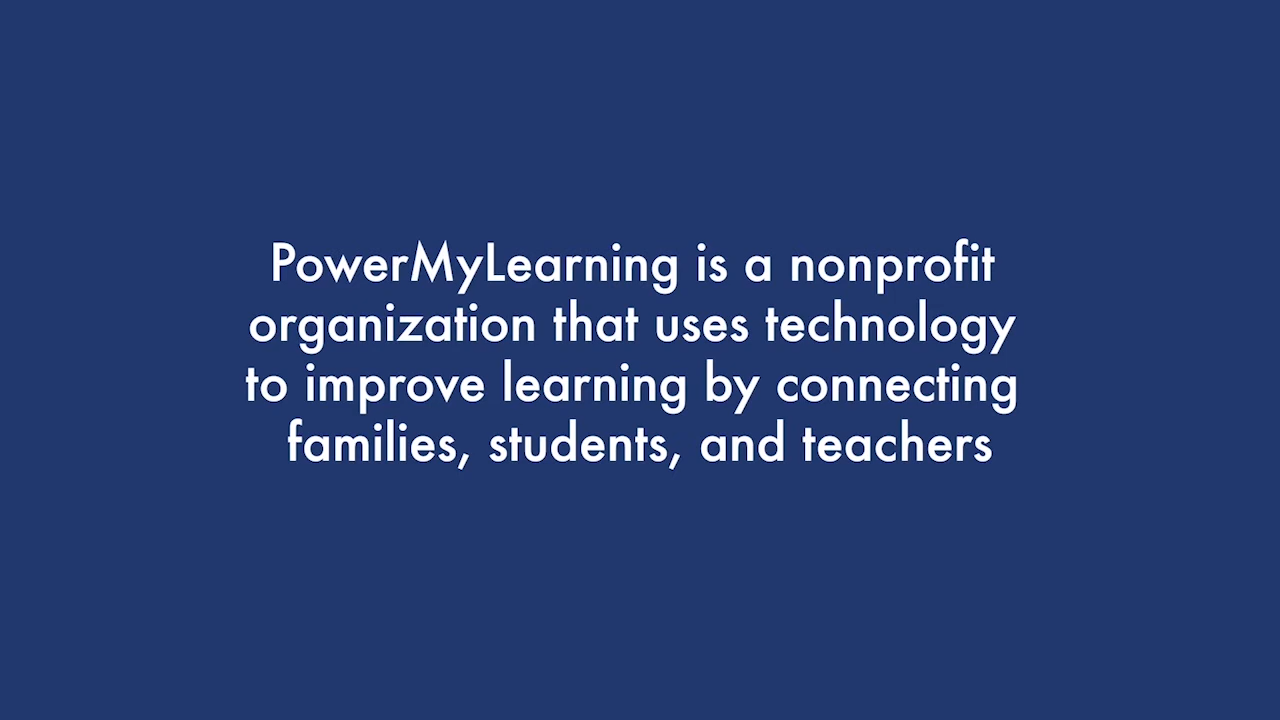 PowerMyLearning is a nonprofit
organization that uses technology
to improve learning by connecting
families, students, and teachers